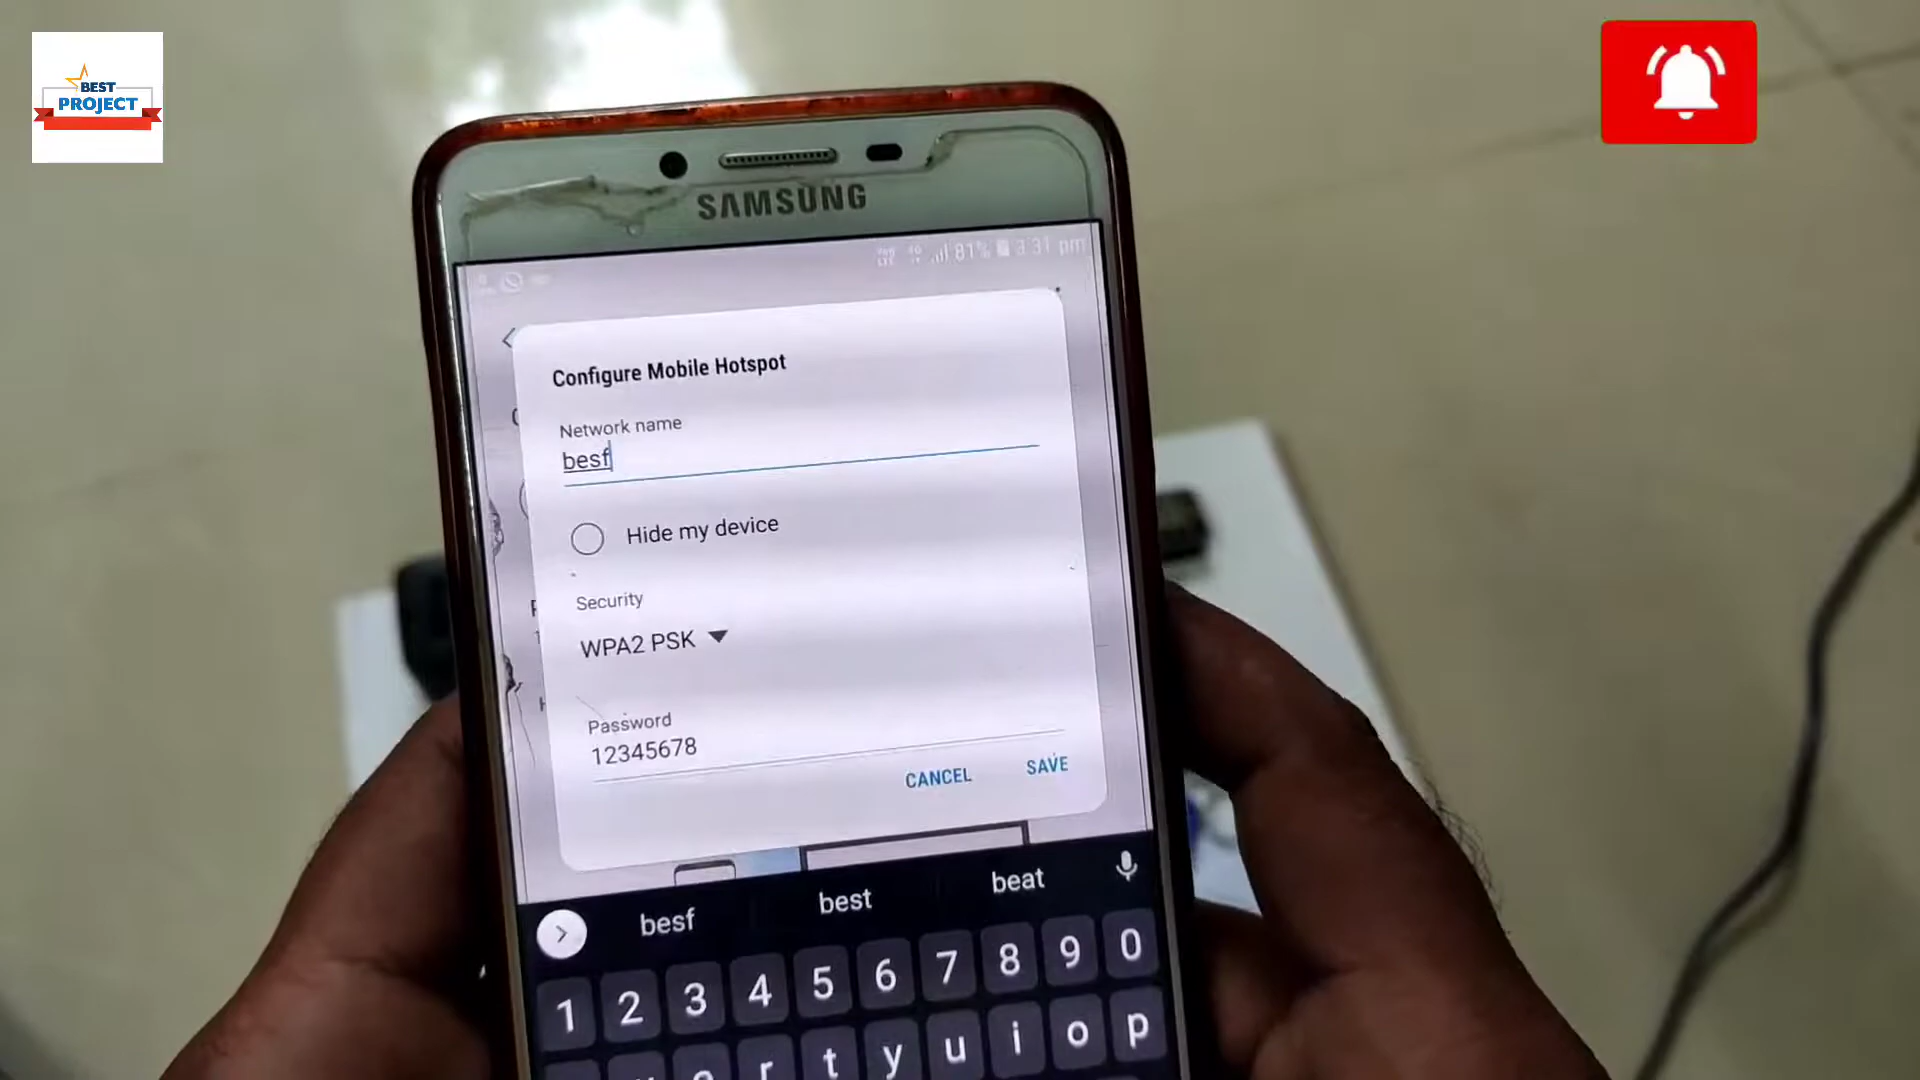 BEST
PROJECT
SAMSUNG
81% 3:31 pm
Configure Mobile Hotspot
Network name
besf
Hide my device
Security
WPA2 PSK
Password
12345678
CANCEL SAVE
besf best beat
1 2 3 4 5 6 7 8 9 0
r t y u i o p